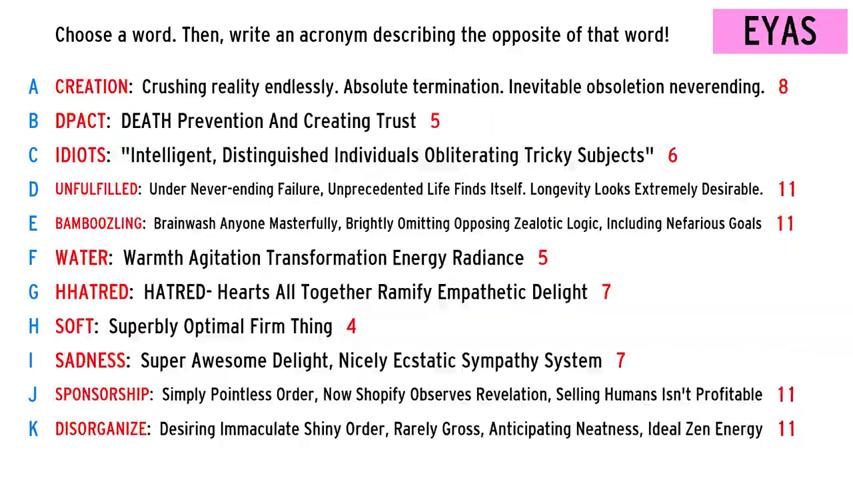 Choose a word. Then, write an acronym describing the opposite of that word!
EYAS
A CREATION: Crushing reality endlessly. Absolute termination. Inevitable obsoletion neverending. 8
B DPACT: DEATH Prevention And Creating Trust 5
C IDIOTS: "Intelligent, Distinguished Individuals Obliterating Tricky Subjects" 6
D UNFULFILLED: Under Never-ending Failure, Unprecedented Life Finds Itself. Longevity Looks Extremely Desirable. 11
E BAMBOOZLING: Brainwash Anyone Masterfully, Brightly Omitting Opposing Zealotic Logic, Including Nefarious Goals 11
F WATER: Warmth Agitation Transformation Energy Radiance 5
G HHATRED: HATRED- Hearts All Together Ramify Empathetic Delight 7
H SOFT: Superbly Optimal Firm Thing 4
I SADNESS: Super Awesome Delight, Nicely Ecstatic Sympathy System 7
J SPONSORSHIP: Simply Pointless Order, Now Shopify Observes Revelation, Selling Humans Isn't Profitable 11
K DISORGANIZE: Desiring Immaculate Shiny Order, Rarely Gross, Anticipating Neatness, Ideal Zen Energy 11